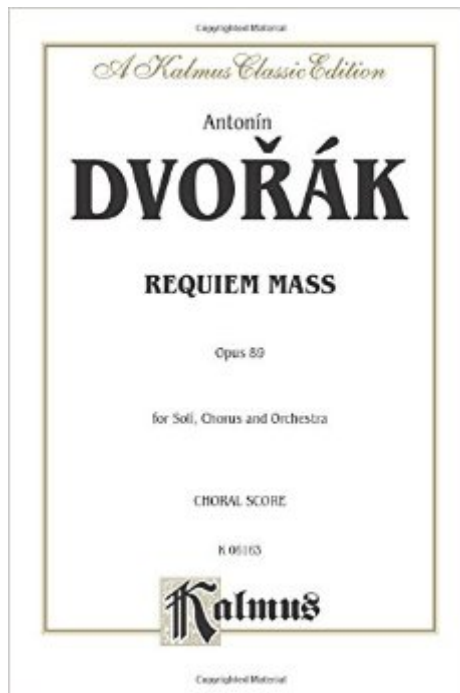 Copyrighted Material
A Kalmus Classic Edition
Antonín
DVOŘÁK
REQUIEM MASS
Opus 89
for Soli, Chorus and Orchestra
CHORAL SCORE
K 06163
Kalmus
Copyrighted Material